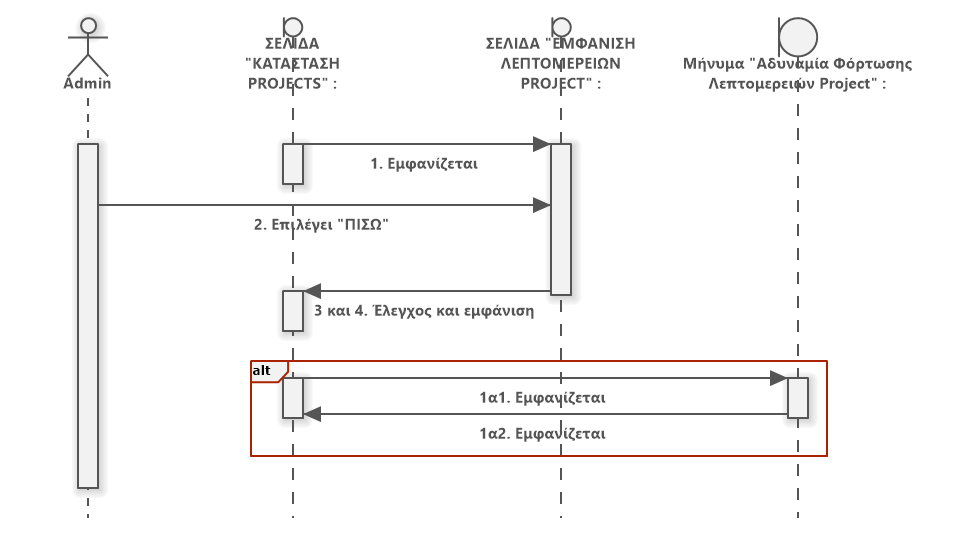 Admin
ΣΕΛΙΔΑ
"ΚΑΤΑΣΤΑΣΗ
PROJECTS" :
ΣΕΛΙΔΑ "ΕΜΦΑΝΙΣΗ
ΛΕΠΤΟΜΕΡΕΙΩΝ
PROJECT" :
Μήνυμα "Αδυναμία Φόρτωσης
Λεπτομερειών Project" :
1. Εμφανίζεται
2. Επιλέγει "ΠΙΣΩ"
3 και 4. Έλεγχος και εμφάνιση
alt
1α1. Εμφανίζεται
1α2. Εμφανίζεται